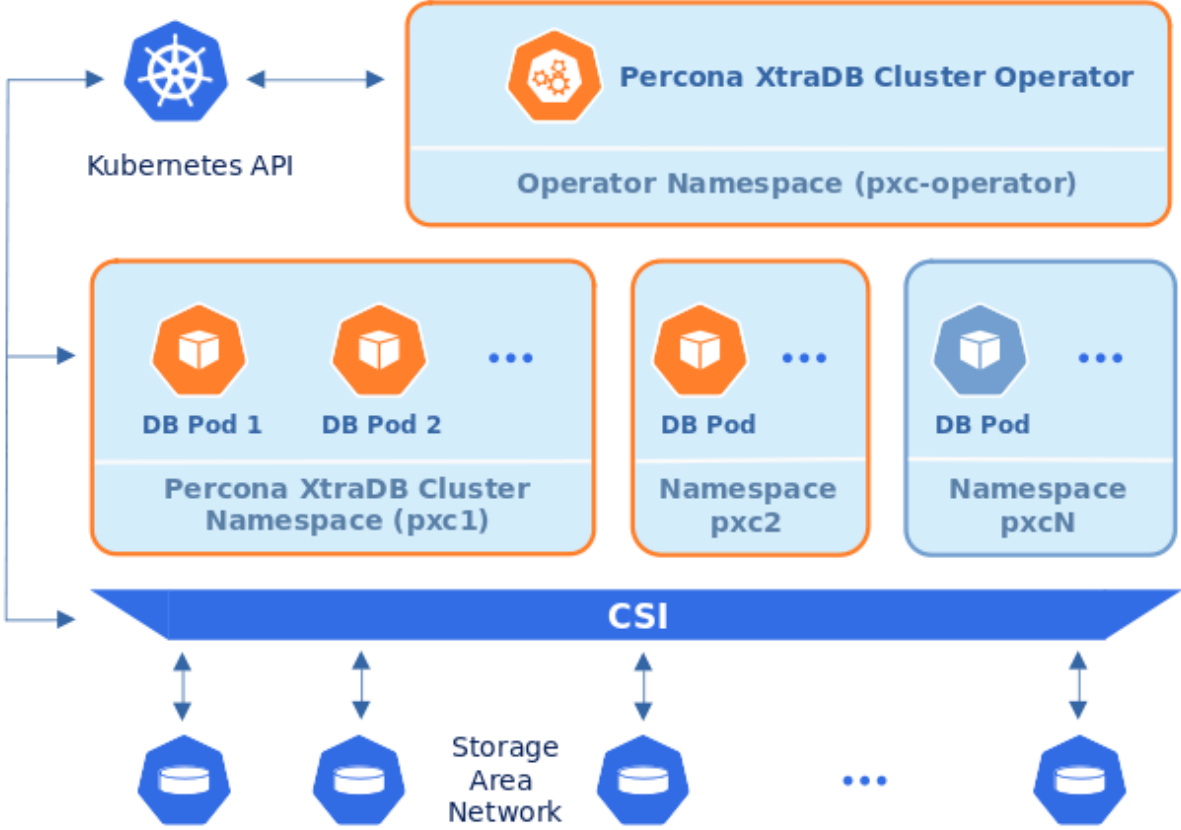 Percona XtraDB Cluster Operator
Kubernetes API
Operator Namespace (pxc-operator)
DB Pod 1
DB Pod 2
DB Pod
DB Pod
Percona XtraDB Cluster
Namespace (pxc1)
Namespace
pxc2
Namespace
pxcN
CSI
Storage
Area
Network